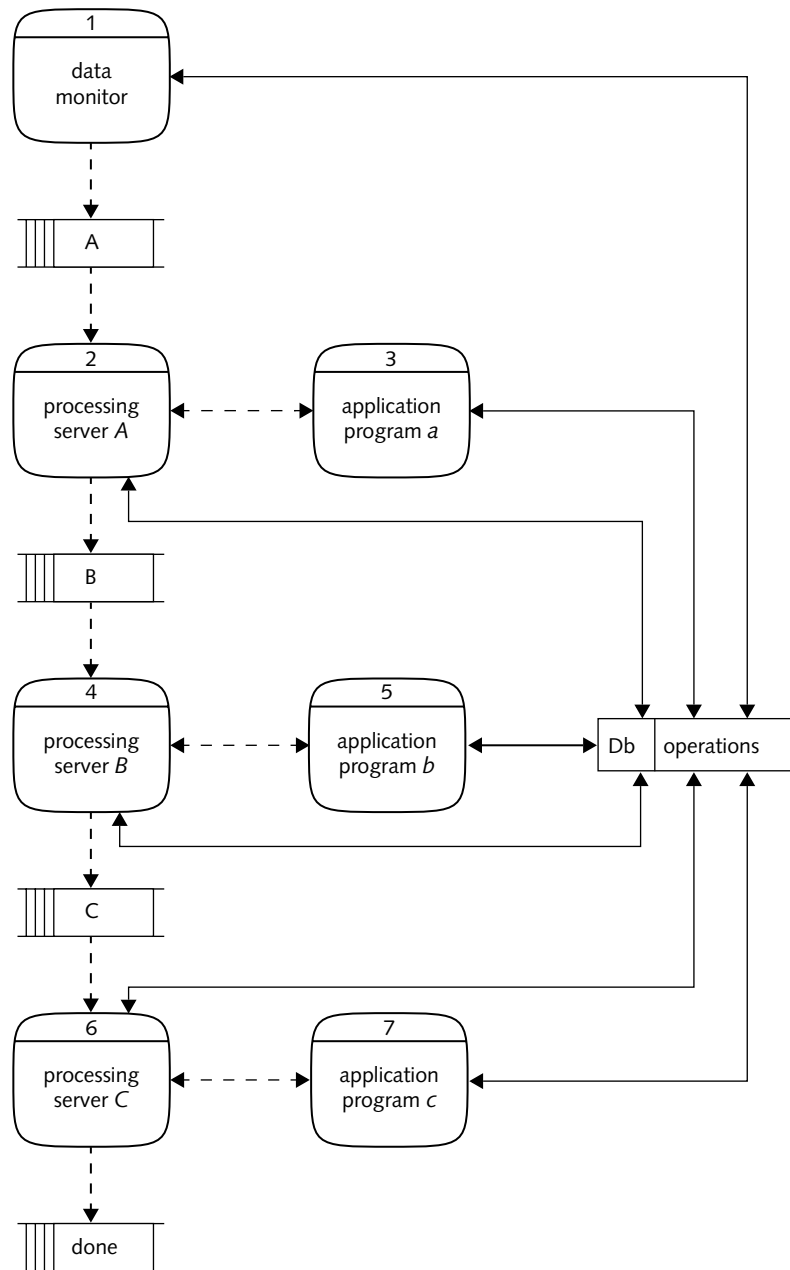 1
data
monitor
A
2
processing
server A
3
application
program a
B
4
processing
server B
5
application
program b
Db
operations
C
6
processing
server C
7
application
program c
done